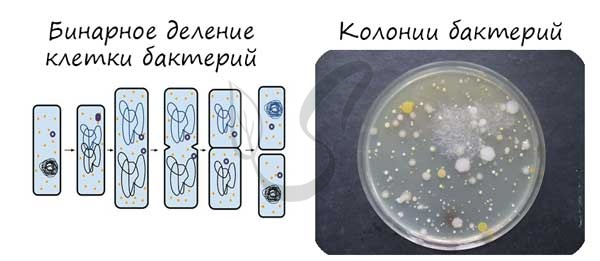 Бинарное деление
клетки бактерий
Колонии бактерий